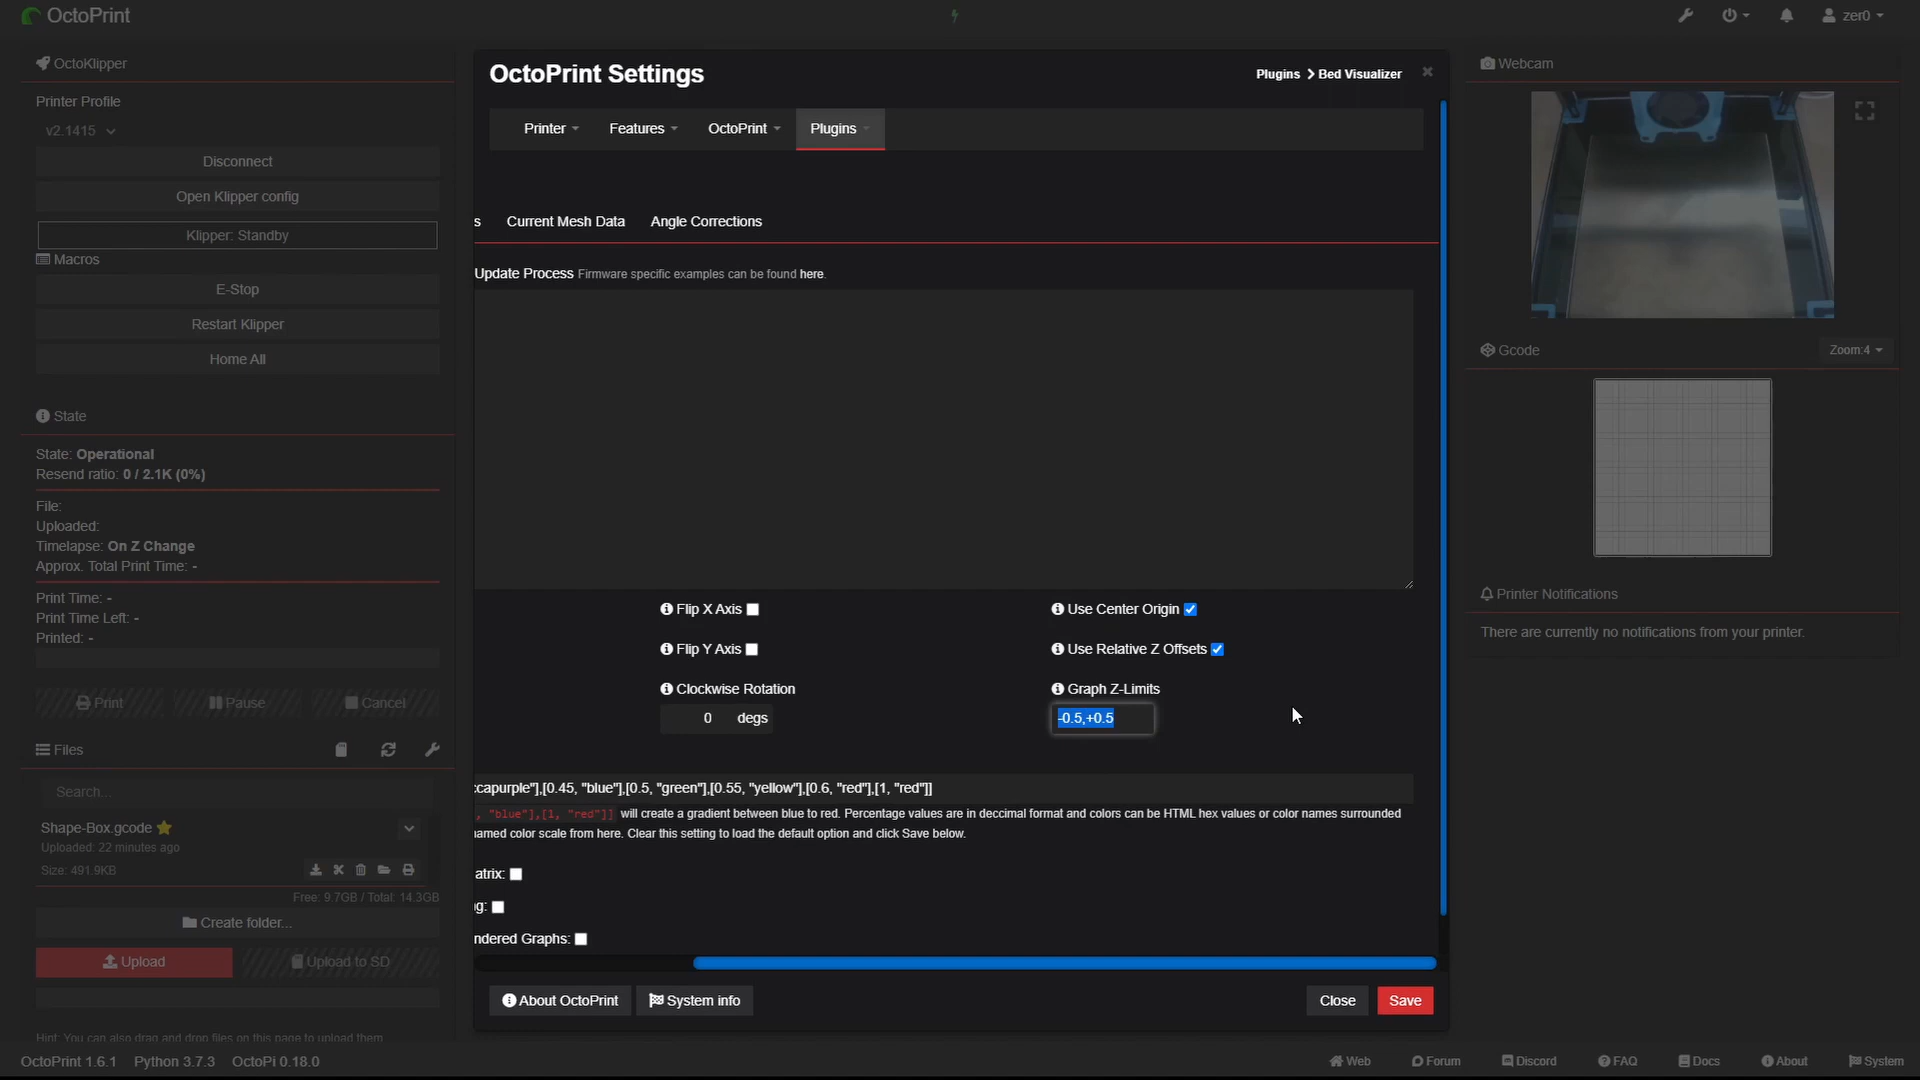 OctoPrint
zer0
OctoKlipper
Printer Profile
v2.1415
Disconnect
Open Klipper config
Klipper: Standby
Macros
E-Stop
Restart Klipper
Home All
State
State: Operational
Resend ratio: 0 / 2.1K (0%)
File:
Uploaded:
Timelapse: On Z Change
Approx. Total Print Time: -
Print Time: -
Print Time Left: -
Printed: -
Print Pause Cancel
Files
Search...
Shape-Box.gcode
Uploaded: 22 minutes ago
Size: 491.9KB
Free: 9.7GB / Total: 14.3GB
Create folder...
Upload Upload to SD
Hint: You can also drag and drop files on this page to upload them
OctoPrint Settings
Plugins > Bed Visualizer
Printer Features OctoPrint Plugins
s Current Mesh Data Angle Corrections
Update Process Firmware specific examples can be found here.
Flip X Axis Use Center Origin
Flip Y Axis Use Relative Z Offsets
Clockwise Rotation Graph Z-Limits
0 degs -0.5,+0.5
ccapurple"],[0.45, "blue"],[0.5, "green"],[0.55, "yellow"],[0.6, "red"],[1, "red"]]
, "blue"],[1, "red"]] will create a gradient between blue to red. Percentage values are in deccimal format and colors can be HTML hex values or color names surrounded
amed color scale from here. Clear this setting to load the default option and click Save below.
atrix:
g:
ndered Graphs:
About OctoPrint System info Close Save
Webcam
Gcode Zoom:4
Printer Notifications
There are currently no notifications from your printer.
OctoPrint 1.6.1 Python 3.7.3 OctoPi 0.18.0
Web Forum Discord FAQ Docs About System